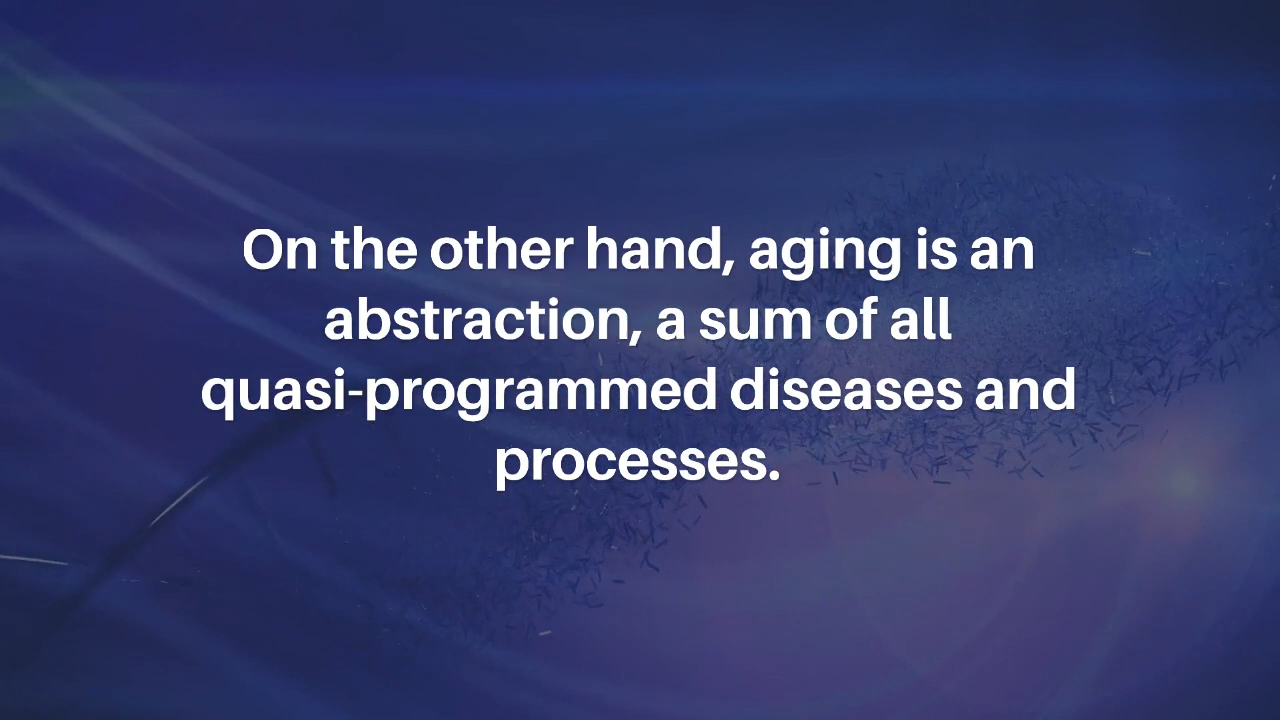 On the other hand, aging is an
abstraction, a sum of all
quasi-programmed diseases and
processes.